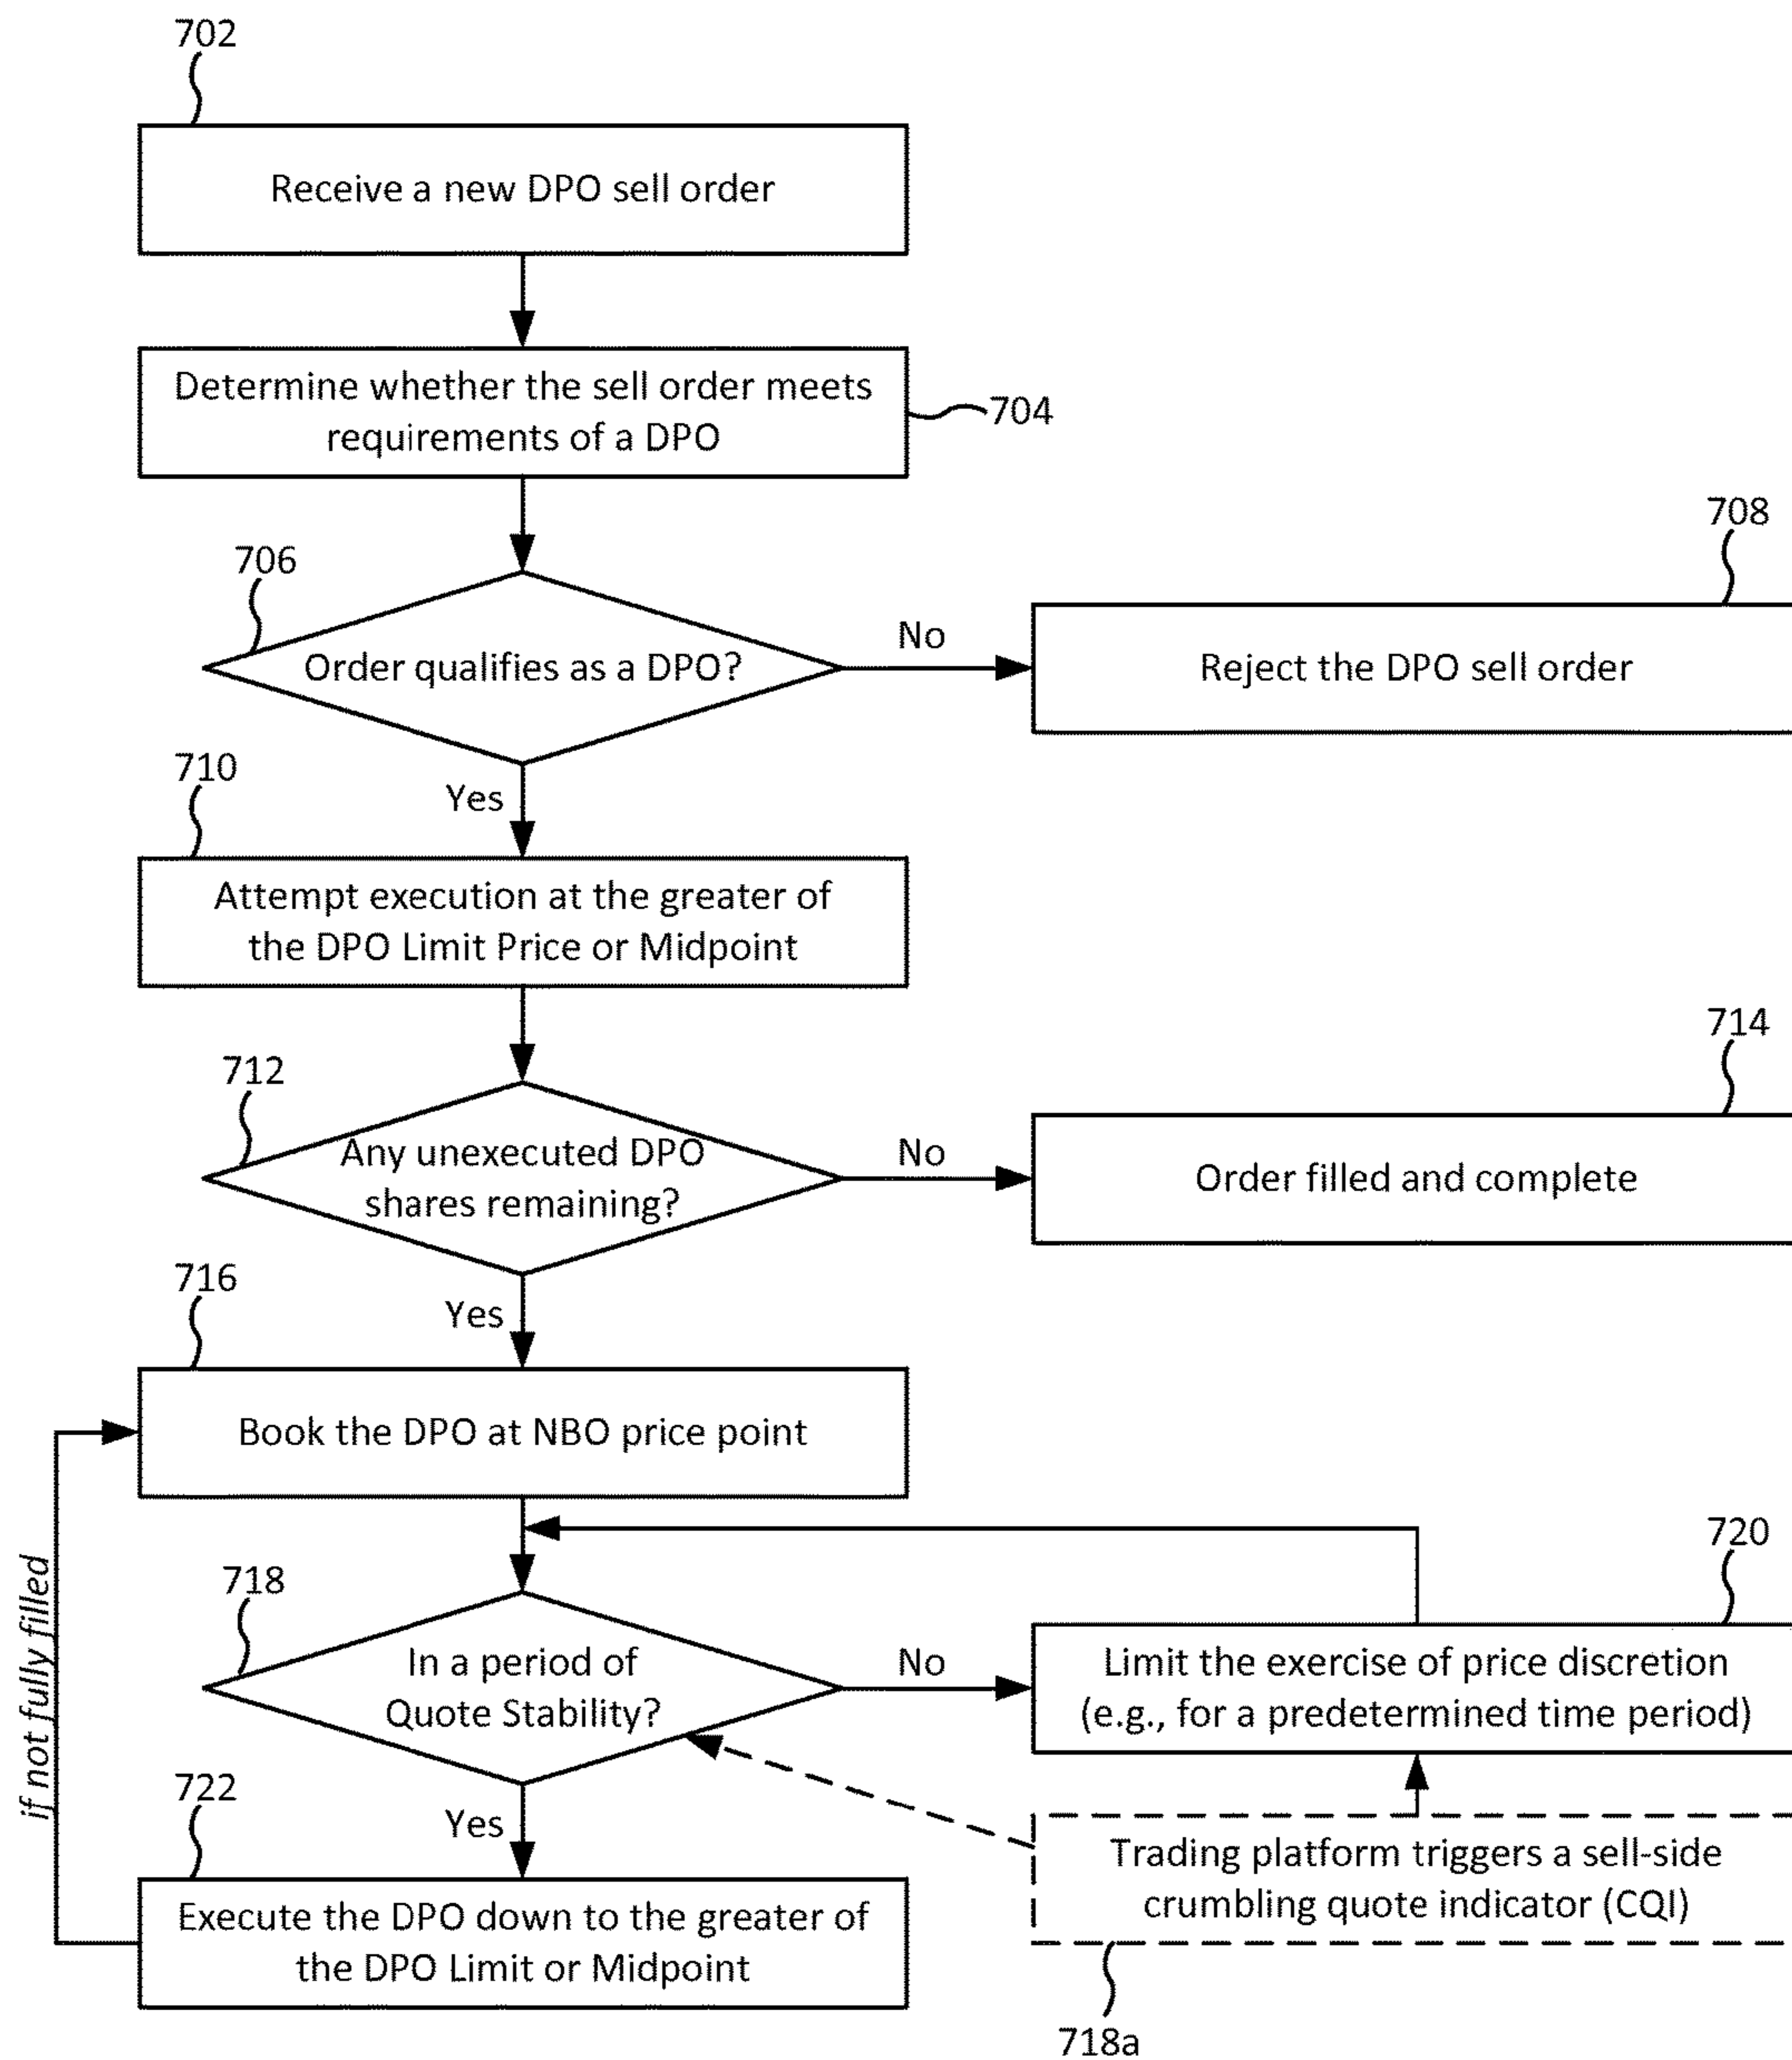 702
Receive a new DPO sell order
Determine whether the sell order meets
requirements of a DPO
704
706
Order qualifies as a DPO?
No
708
Reject the DPO sell order
Yes
710
Attempt execution at the greater of
the DPO Limit Price or Midpoint
712
Any unexecuted DPO
shares remaining?
No
714
Order filled and complete
Yes
716
Book the DPO at NBO price point
if not fully filled
718
In a period of
Quote Stability?
No
720
Limit the exercise of price discretion
(e.g., for a predetermined time period)
Yes
722
Execute the DPO down to the greater of
the DPO Limit or Midpoint
Trading platform triggers a sell-side
crumbling quote indicator (CQI)
718a